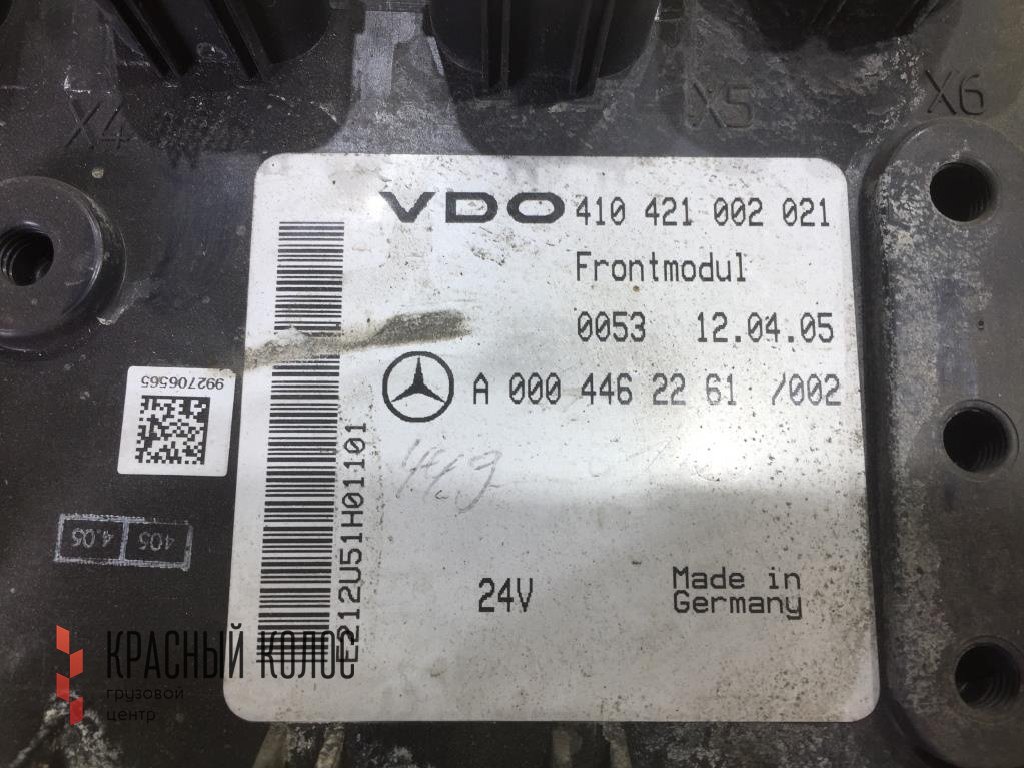 X4
X5
X6
VDO 410 421 002 021
Frontmodul
0053 12.04.05
A 000 446 22 61 /002
992706565
E212U51H01101
443
405 4.05
24V
Made in
Germany
КРАСНЫЙ КОЛОС
грузовой
центр